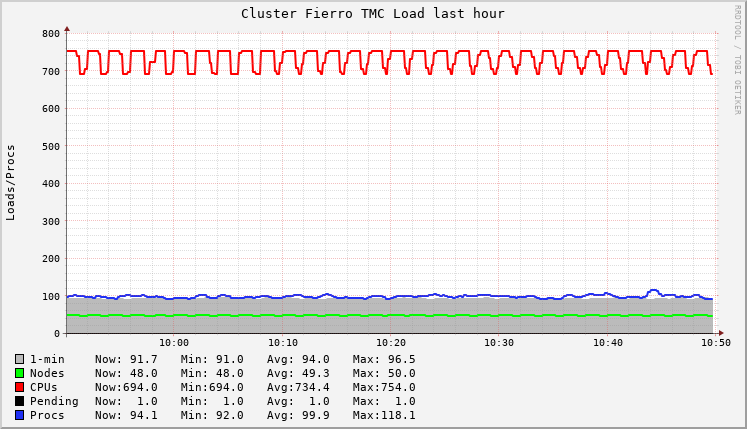 Cluster Fierro TMC Load last hour
RRDTOOL / TOBI OETIKER
Loads/Procs
800
700
600
500
400
300
200
100
0
10:00 10:10 10:20 10:30 10:40 10:50
1-min Now: 91.7 Min: 91.0 Avg: 94.0 Max: 96.5
Nodes Now: 48.0 Min: 48.0 Avg: 49.3 Max: 50.0
CPUs Now:694.0 Min:694.0 Avg:734.4 Max:754.0
Pending Now: 1.0 Min: 1.0 Avg: 1.0 Max: 1.0
Procs Now: 94.1 Min: 92.0 Avg: 99.9 Max:118.1